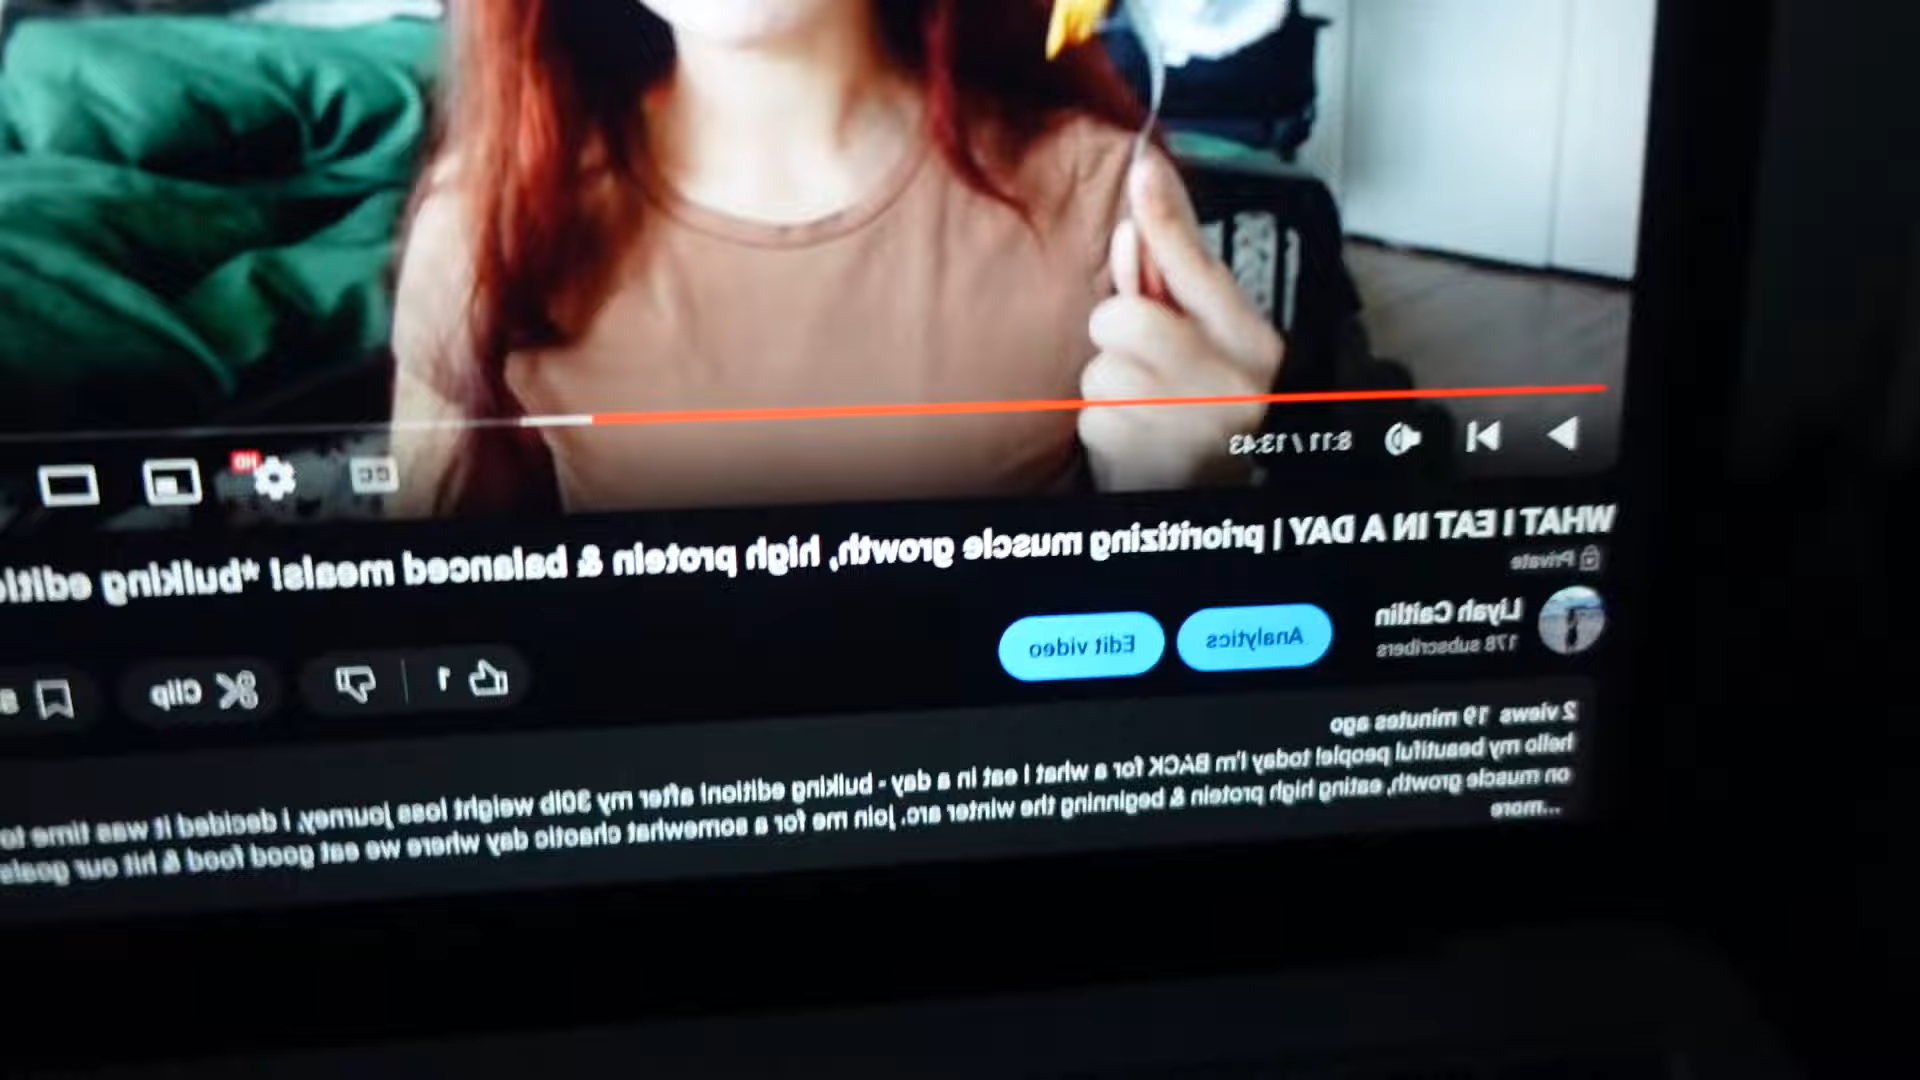 8:11 / 13:43
CC
HD
WHAT I EAT IN A DAY | prioritizing muscle growth, high protein & balanced meals! *bulking
Private
Liyah Caitlin
178 subscribers
Analytics
Edit video
1
Clip
2 views 19 minutes ago
hello my beautiful people! today I'm BACK for a what I eat in a day - bulking edition! after my 30lb weight loss journey, I decided it was time to
on muscle growth, eating high protein & beginning the winter arc. join me for a somewhat chaotic day where we eat good food & hit our goals
...more